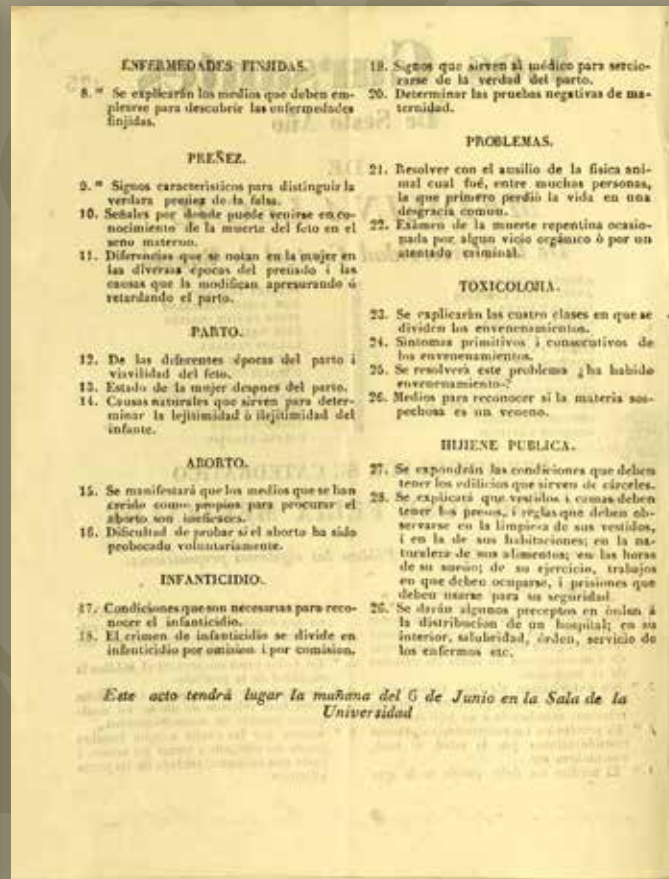 ENFERMEDADES FINJIDAS.
8.ª Se explicarán los medios que deben em-
plearse para descubrir las enfermedades
finjidas.
PREÑEZ.
9.ª Signos caracteristicos para distinguir la
verdara preñez de la falsa.
10. Señales por donde puede venirse en co-
nocimiento de la muerte del feto en el
seno materno.
11. Diferencias que se notan en la mujer en
las diversas épocas del preñado i las
causas que la modifican apresurando ó
retardando el parto.
PARTO.
12. De las diferentes épocas del parto i
viavilidad del feto.
13. Estado de la mujer despues del parto.
14. Causas naturales que sirven para deter-
minar la lejitimidad ò ilejitimidad del
infante.
ABORTO.
15. Se manifestará que los medios que se han
creido como propios para procurar el
aborto son ineficaces.
16. Dificultad de probar si el aborto ha sido
probocado voluntariamente.
INFANTICIDIO.
17. Condiciones que son necesarias para reco-
nocer el infanticidio.
18. El crimen de infanticidio se divide en
infanticidio por omision i por comision.
19. Signos que sirven al médico para sercio-
rarse de la verdad del parto.
20. Determinar las pruebas negativas de ma-
ternidad.
PROBLEMAS.
21. Resolver con el ausilio de la fisica ani-
mal cual fué, entre muchas personas,
la que primero perdió la vida en una
desgracia comun.
22. Exámen de la muerte repentina ocasio-
nada por algun vicio orgánico ò por un
atentado criminal.
TOXICOLOJIA.
23. Se explicarán las cuatro clases en que se
dividen los envenenamientos.
24. Sintomas primitivos i consecutivos de
los envenenamientos.
25. Se resolverá este problema ¿ha habido
envenenamiento-?
26. Medios para reconocer si la materia sos-
pechosa es un veneno.
HIJIENE PUBLICA.
27. Se expondrán las condiciones que deben
tener los edificios que sirven de cárceles.
28. Se explicará que vestidos i camas deben
tener los presos, i reglas que deben ob-
servarse en la limpieza de sus vestidos,
i en la de sus habitaciones; en la na-
turaleza de sus alimentos; en las horas
de su sueño; de su ejercicio, trabajos
en que deben ocuparse, i prisiones que
deben usarse para su seguridad
26. Se darán algunos preceptos en órden á
la distribucion de un hospital; en su
interior, salubridad, órden, servicio de
los enfermos etc.
Este acto tendrá lugar la mañana del 6 de Junio en la Sala de la
Universidad